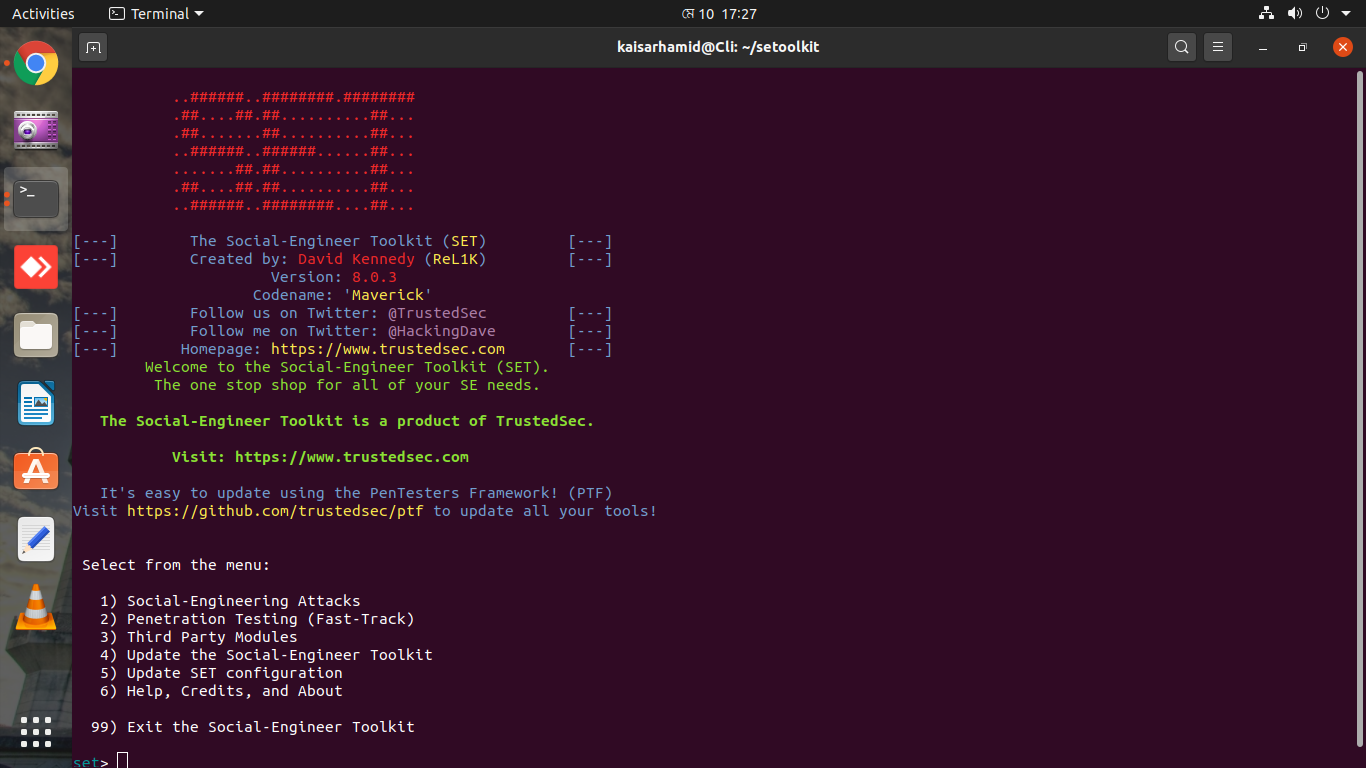 Activities
Terminal
মে 10 17:27
kaisarhamid@Cli: ~/setoolkit
..######..########.########
.##....##.##..........##...
.##.......##..........##...
..######..######......##...
.......##.##..........##...
.##....##.##..........##...
..######..########....##...
[---] The Social-Engineer Toolkit (SET) [---]
[---] Created by: David Kennedy (ReL1K) [---]
Version: 8.0.3
Codename: 'Maverick'
[---] Follow us on Twitter: @TrustedSec [---]
[---] Follow me on Twitter: @HackingDave [---]
[---] Homepage: https://www.trustedsec.com [---]
Welcome to the Social-Engineer Toolkit (SET).
The one stop shop for all of your SE needs.
The Social-Engineer Toolkit is a product of TrustedSec.
Visit: https://www.trustedsec.com
It's easy to update using the PenTesters Framework! (PTF)
Visit https://github.com/trustedsec/ptf to update all your tools!
Select from the menu:
1) Social-Engineering Attacks
2) Penetration Testing (Fast-Track)
3) Third Party Modules
4) Update the Social-Engineer Toolkit
5) Update SET configuration
6) Help, Credits, and About
99) Exit the Social-Engineer Toolkit
set>